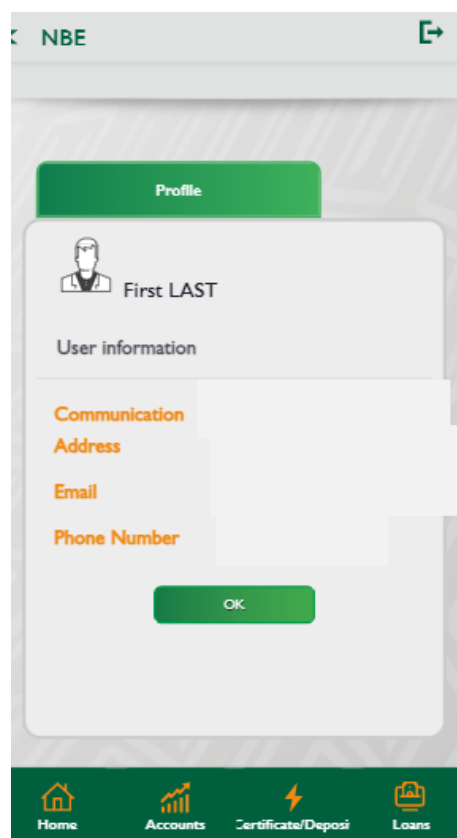 NBE
Profile
First LAST
User information
Communication
Address
Email
Phone Number
OK
Home Accounts Certificate/Deposi Loans